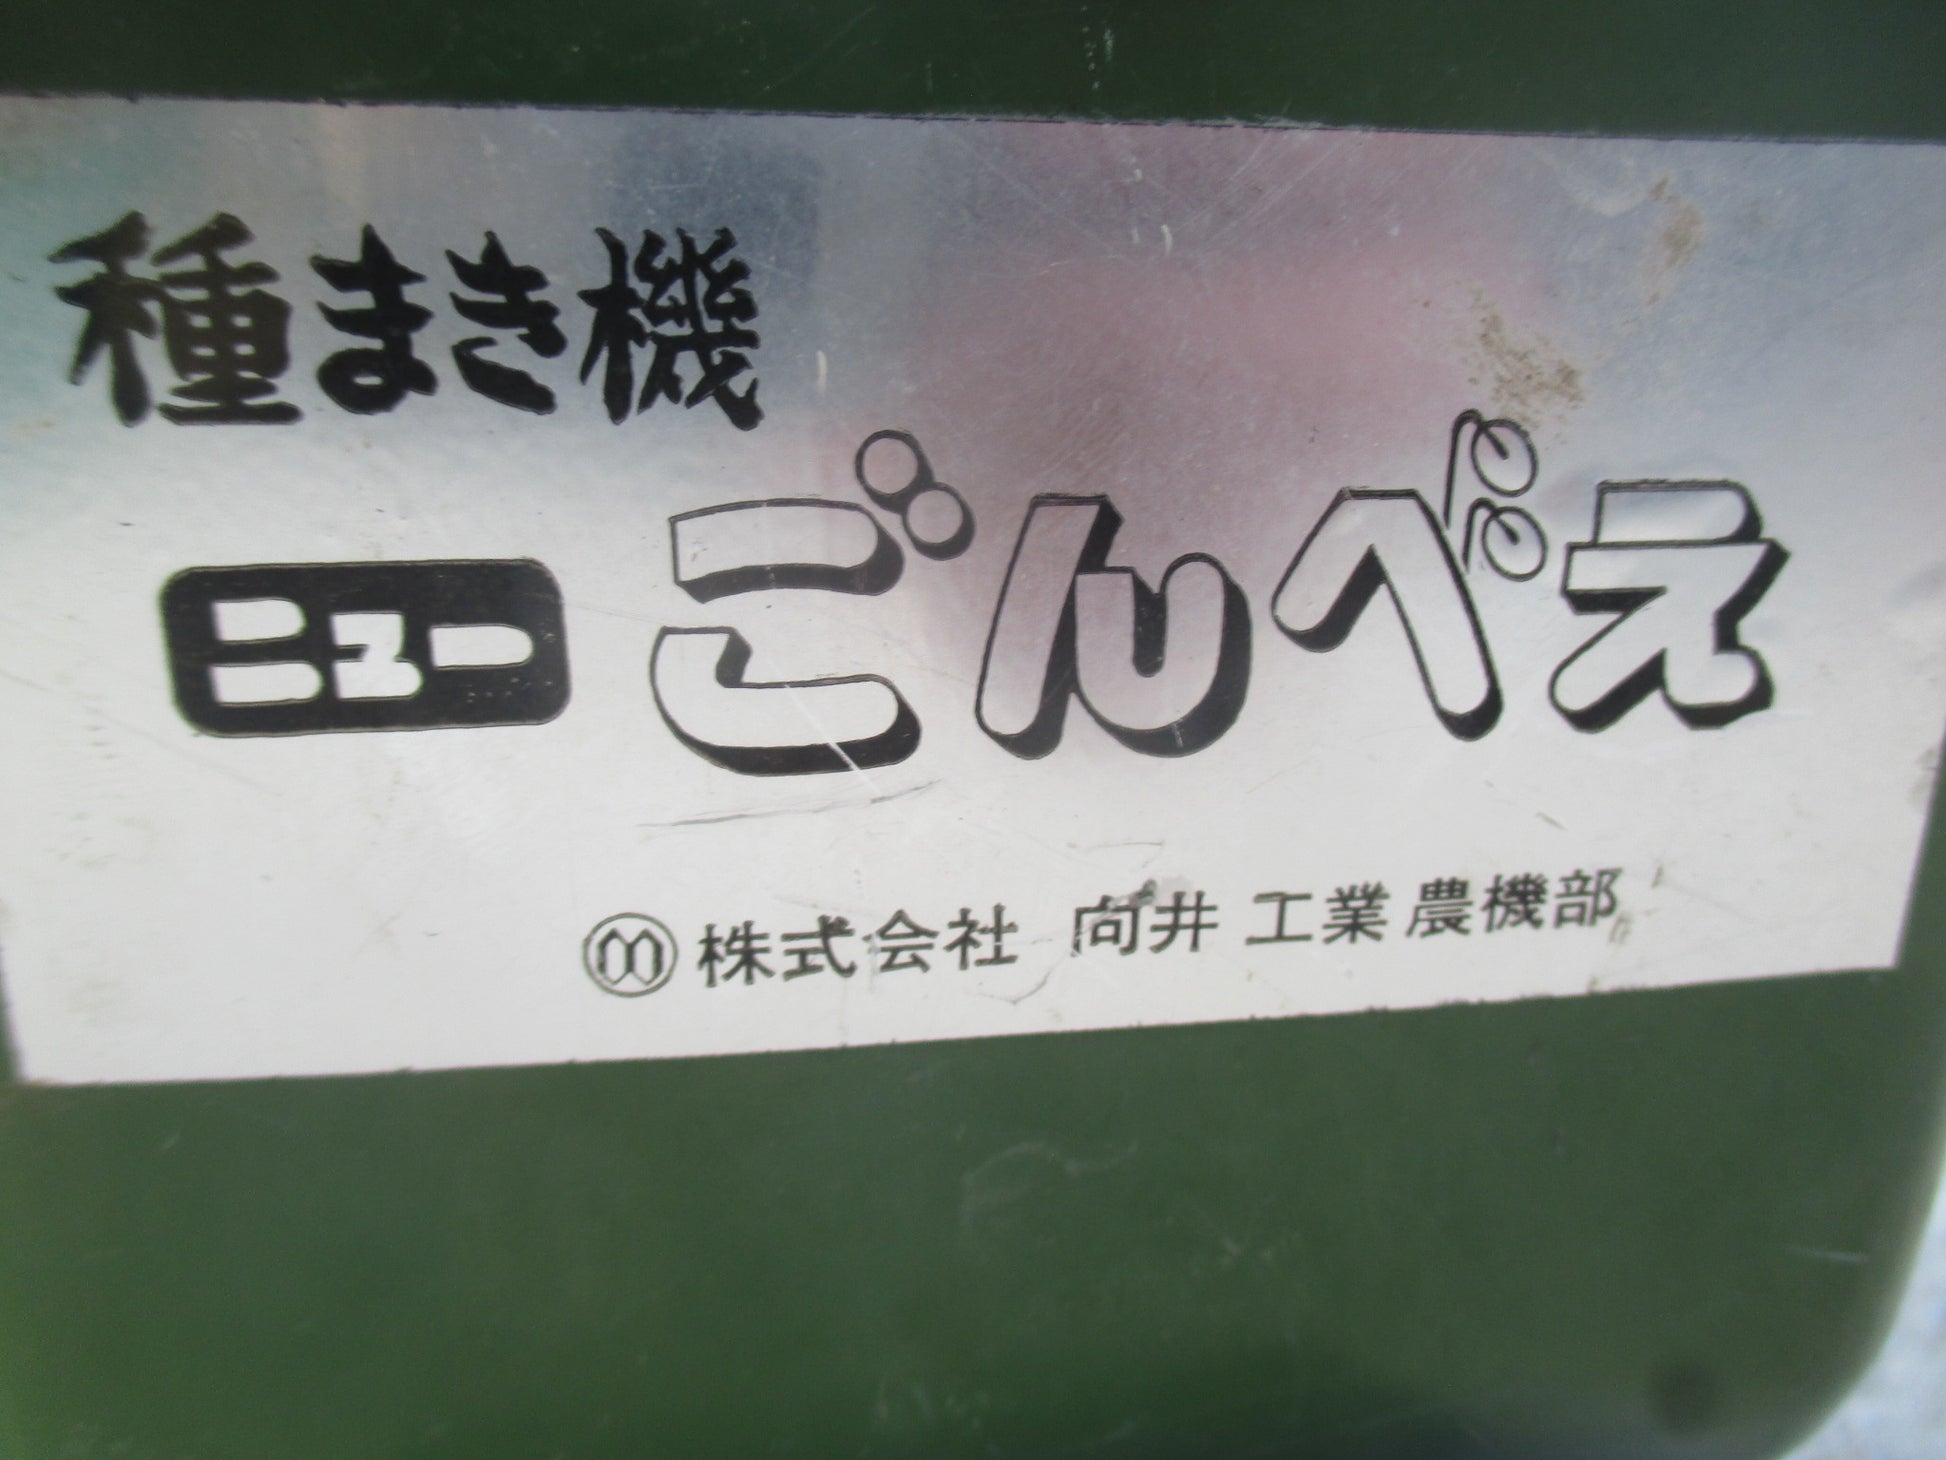 種まき機
ニュー ごんべえ
株式会社 向井工業農機部